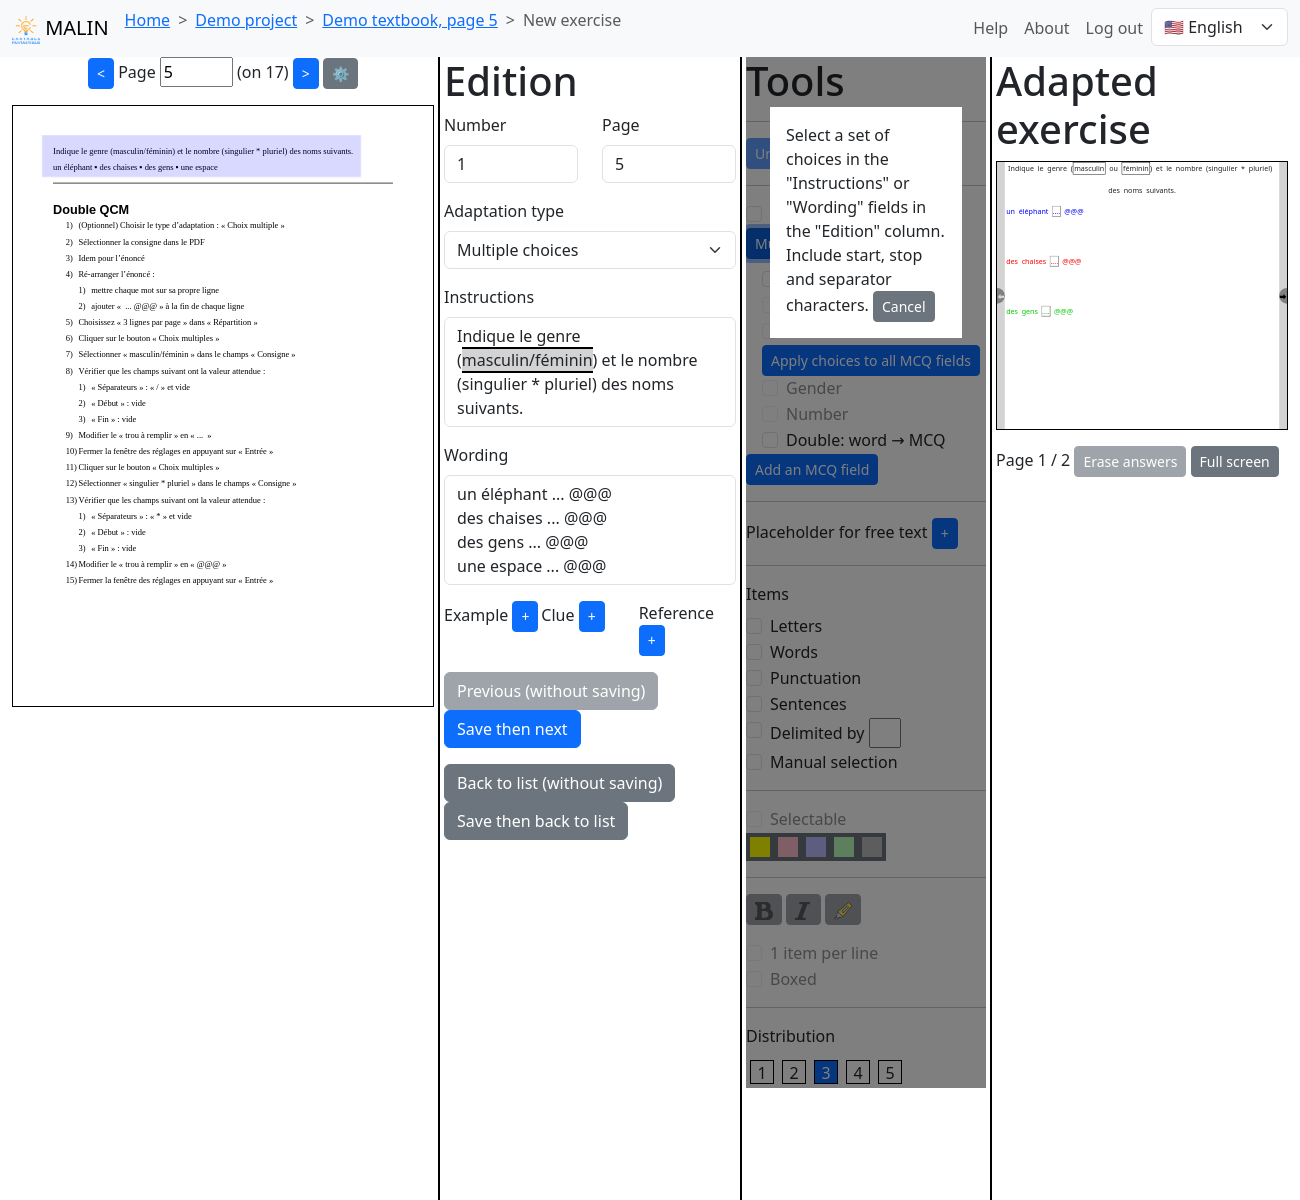 MALIN
Home > Demo project > Demo textbook, page 5 > New exercise
Help About Log out 🇺🇸 English
< Page 5 (on 17) > ⚙️
Indique le genre (masculin/féminin) et le nombre (singulier * pluriel) des noms suivants.
un éléphant • des chaises • des gens • une espace
Double QCM
1) (Optionnel) Choisir le type d'adaptation : « Choix multiple »
2) Sélectionner la consigne dans le PDF
3) Idem pour l'énoncé
4) Ré-arranger l'énoncé :
1) mettre chaque mot sur sa propre ligne
2) ajouter « ... @@@ » à la fin de chaque ligne
5) Choisissez « 3 lignes par page » dans « Répartition »
6) Cliquer sur le bouton « Choix multiples »
7) Sélectionner « masculin/féminin » dans le champs « Consigne »
8) Vérifier que les champs suivant ont la valeur attendue :
1) « Séparateurs » : « / » et vide
2) « Début » : vide
3) « Fin » : vide
9) Modifier le « trou à remplir » en « ... »
10) Fermer la fenêtre des réglages en appuyant sur « Entrée »
11) Cliquer sur le bouton « Choix multiples »
12) Sélectionner « singulier * pluriel » dans le champs « Consigne »
13) Vérifier que les champs suivant ont la valeur attendue :
1) « Séparateurs » : « * » et vide
2) « Début » : vide
3) « Fin » : vide
14) Modifier le « trou à remplir » en « @@@ »
15) Fermer la fenêtre des réglages en appuyant sur « Entrée »
Edition
Number Page
1 5
Adaptation type
Multiple choices
Instructions
Indique le genre
(masculin/féminin) et le nombre
(singulier * pluriel) des noms
suivants.
Wording
un éléphant ... @@@
des chaises ... @@@
des gens ... @@@
une espace ... @@@
Example + Clue + Reference
+
Previous (without saving)
Save then next
Back to list (without saving)
Save then back to list
Tools
Select a set of
choices in the
"Instructions" or
"Wording" fields in
the "Edition" column.
Include start, stop
and separator
characters. Cancel
Apply choices to all MCQ fields
Gender
Number
Double: word → MCQ
Add an MCQ field
Placeholder for free text +
Items
Letters
Words
Punctuation
Sentences
Delimited by
Manual selection
Selectable
B I
1 item per line
Boxed
Distribution
1 2 3 4 5
Adapted
exercise
Indique le genre (masculin ou féminin) et le nombre (singulier * pluriel)
des noms suivants.
un éléphant ... @@@
des chaises ... @@@
des gens ... @@@
Page 1 / 2 Erase answers Full screen